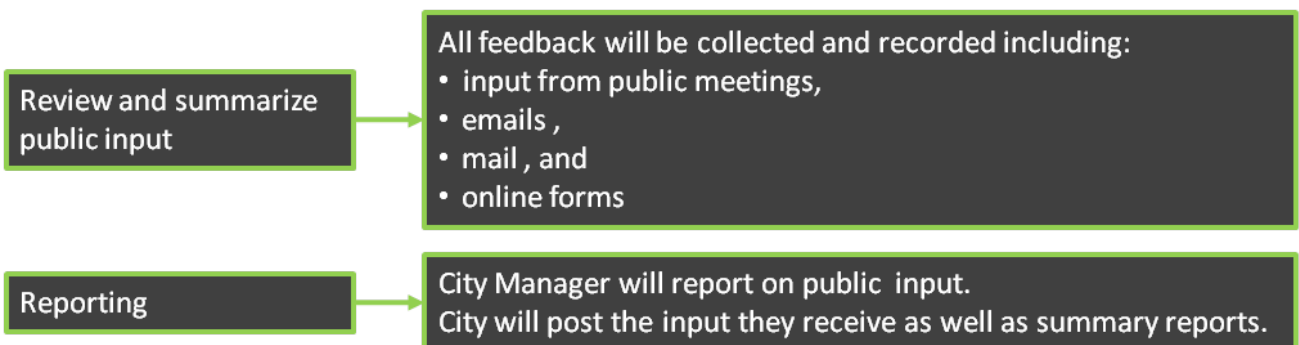 Review and summarize
public input
All feedback will be collected and recorded including:
• input from public meetings,
• emails ,
• mail , and
• online forms
Reporting
City Manager will report on public  input.
City will post the input they receive as well as summary reports.